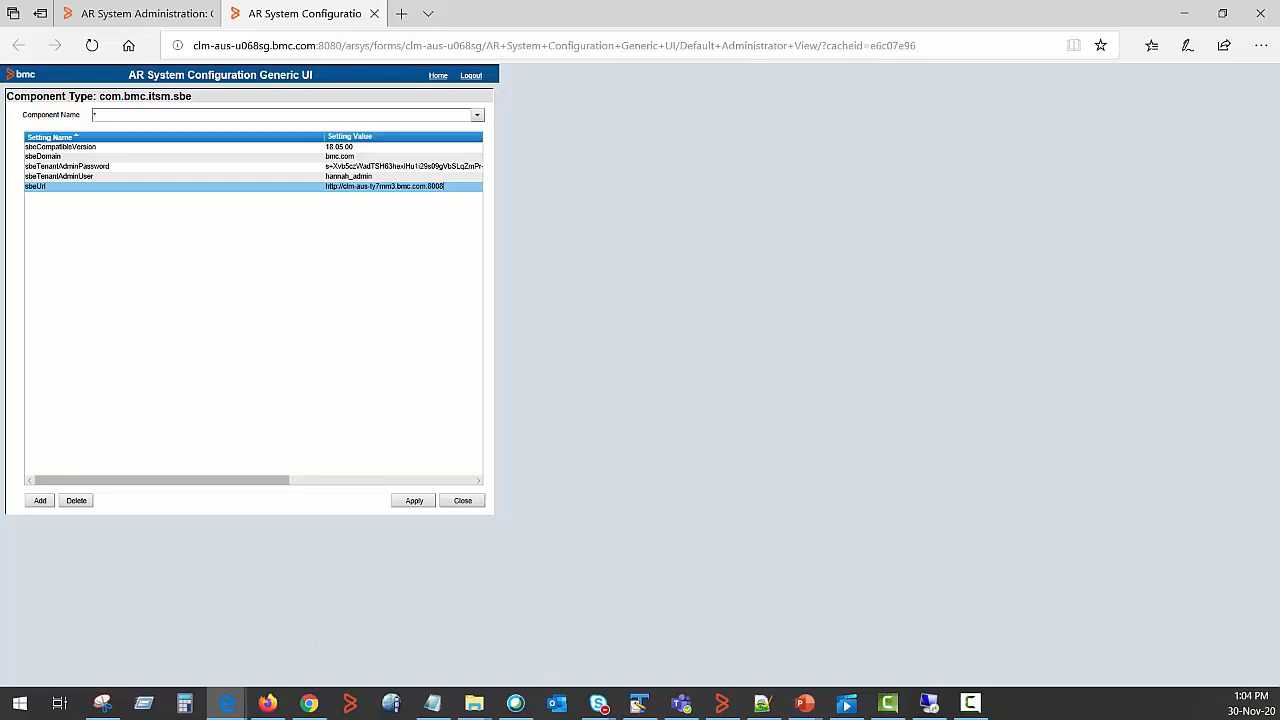 AR System Administration: C
AR System Configuratio
clm-aus-u068sg.bmc.com:8080/arsys/forms/clm-aus-u068sg/AR+System+Configuration+Generic+UI/Default+Administrator+View/?cacheid=e6c07e96
bmc AR System Configuration Generic UI Home Logout
Component Type: com.bmc.itsm.sbe
Component Name *
Setting Name Setting Value
sbeCompatibleVersion 18.05.00
sbeDomain bmc.com
sbeTenantAdminPassword
sbeTenantAdminUser hannah_admin
sbeUrl http://clm-aus-ty7mm3.bmc.com:8008
Add Delete Apply Close
1:04 PM
30-Nov-20